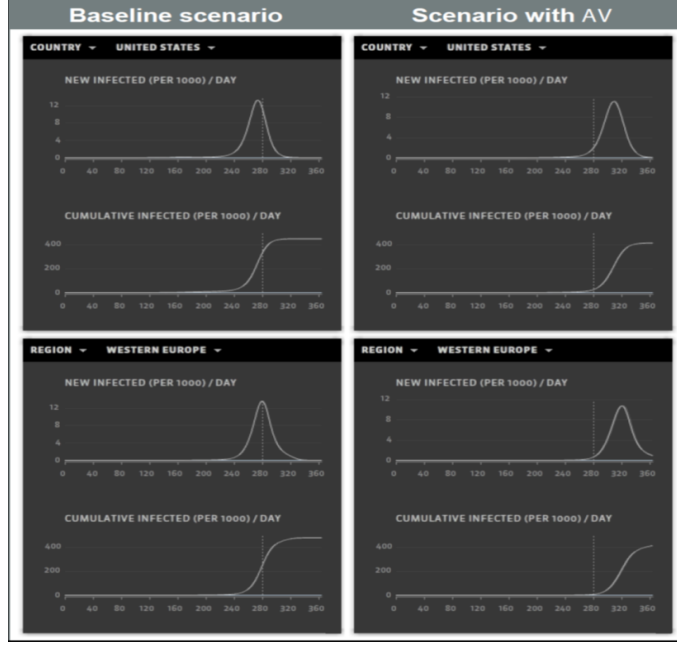 Baseline scenario
Scenario with AV
COUNTRY UNITED STATES
NEW INFECTED (PER 1000) / DAY
12
8
4
0
0 40 80 120 160 200 240 280 320 360
CUMULATIVE INFECTED (PER 1000) / DAY
400
200
0
0 40 80 120 160 200 240 280 320 360
COUNTRY UNITED STATES
NEW INFECTED (PER 1000) / DAY
12
8
4
0
0 40 80 120 160 200 240 280 320 360
CUMULATIVE INFECTED (PER 1000) / DAY
400
200
0
0 40 80 120 160 200 240 280 320 360
REGION WESTERN EUROPE
NEW INFECTED (PER 1000) / DAY
12
8
4
0
0 40 80 120 160 200 240 280 320 360
CUMULATIVE INFECTED (PER 1000) / DAY
400
200
0
0 40 80 120 160 200 240 280 320 360
REGION WESTERN EUROPE
NEW INFECTED (PER 1000) / DAY
12
8
4
0
0 40 80 120 160 200 240 280 320 360
CUMULATIVE INFECTED (PER 1000) / DAY
400
200
0
0 40 80 120 160 200 240 280 320 360